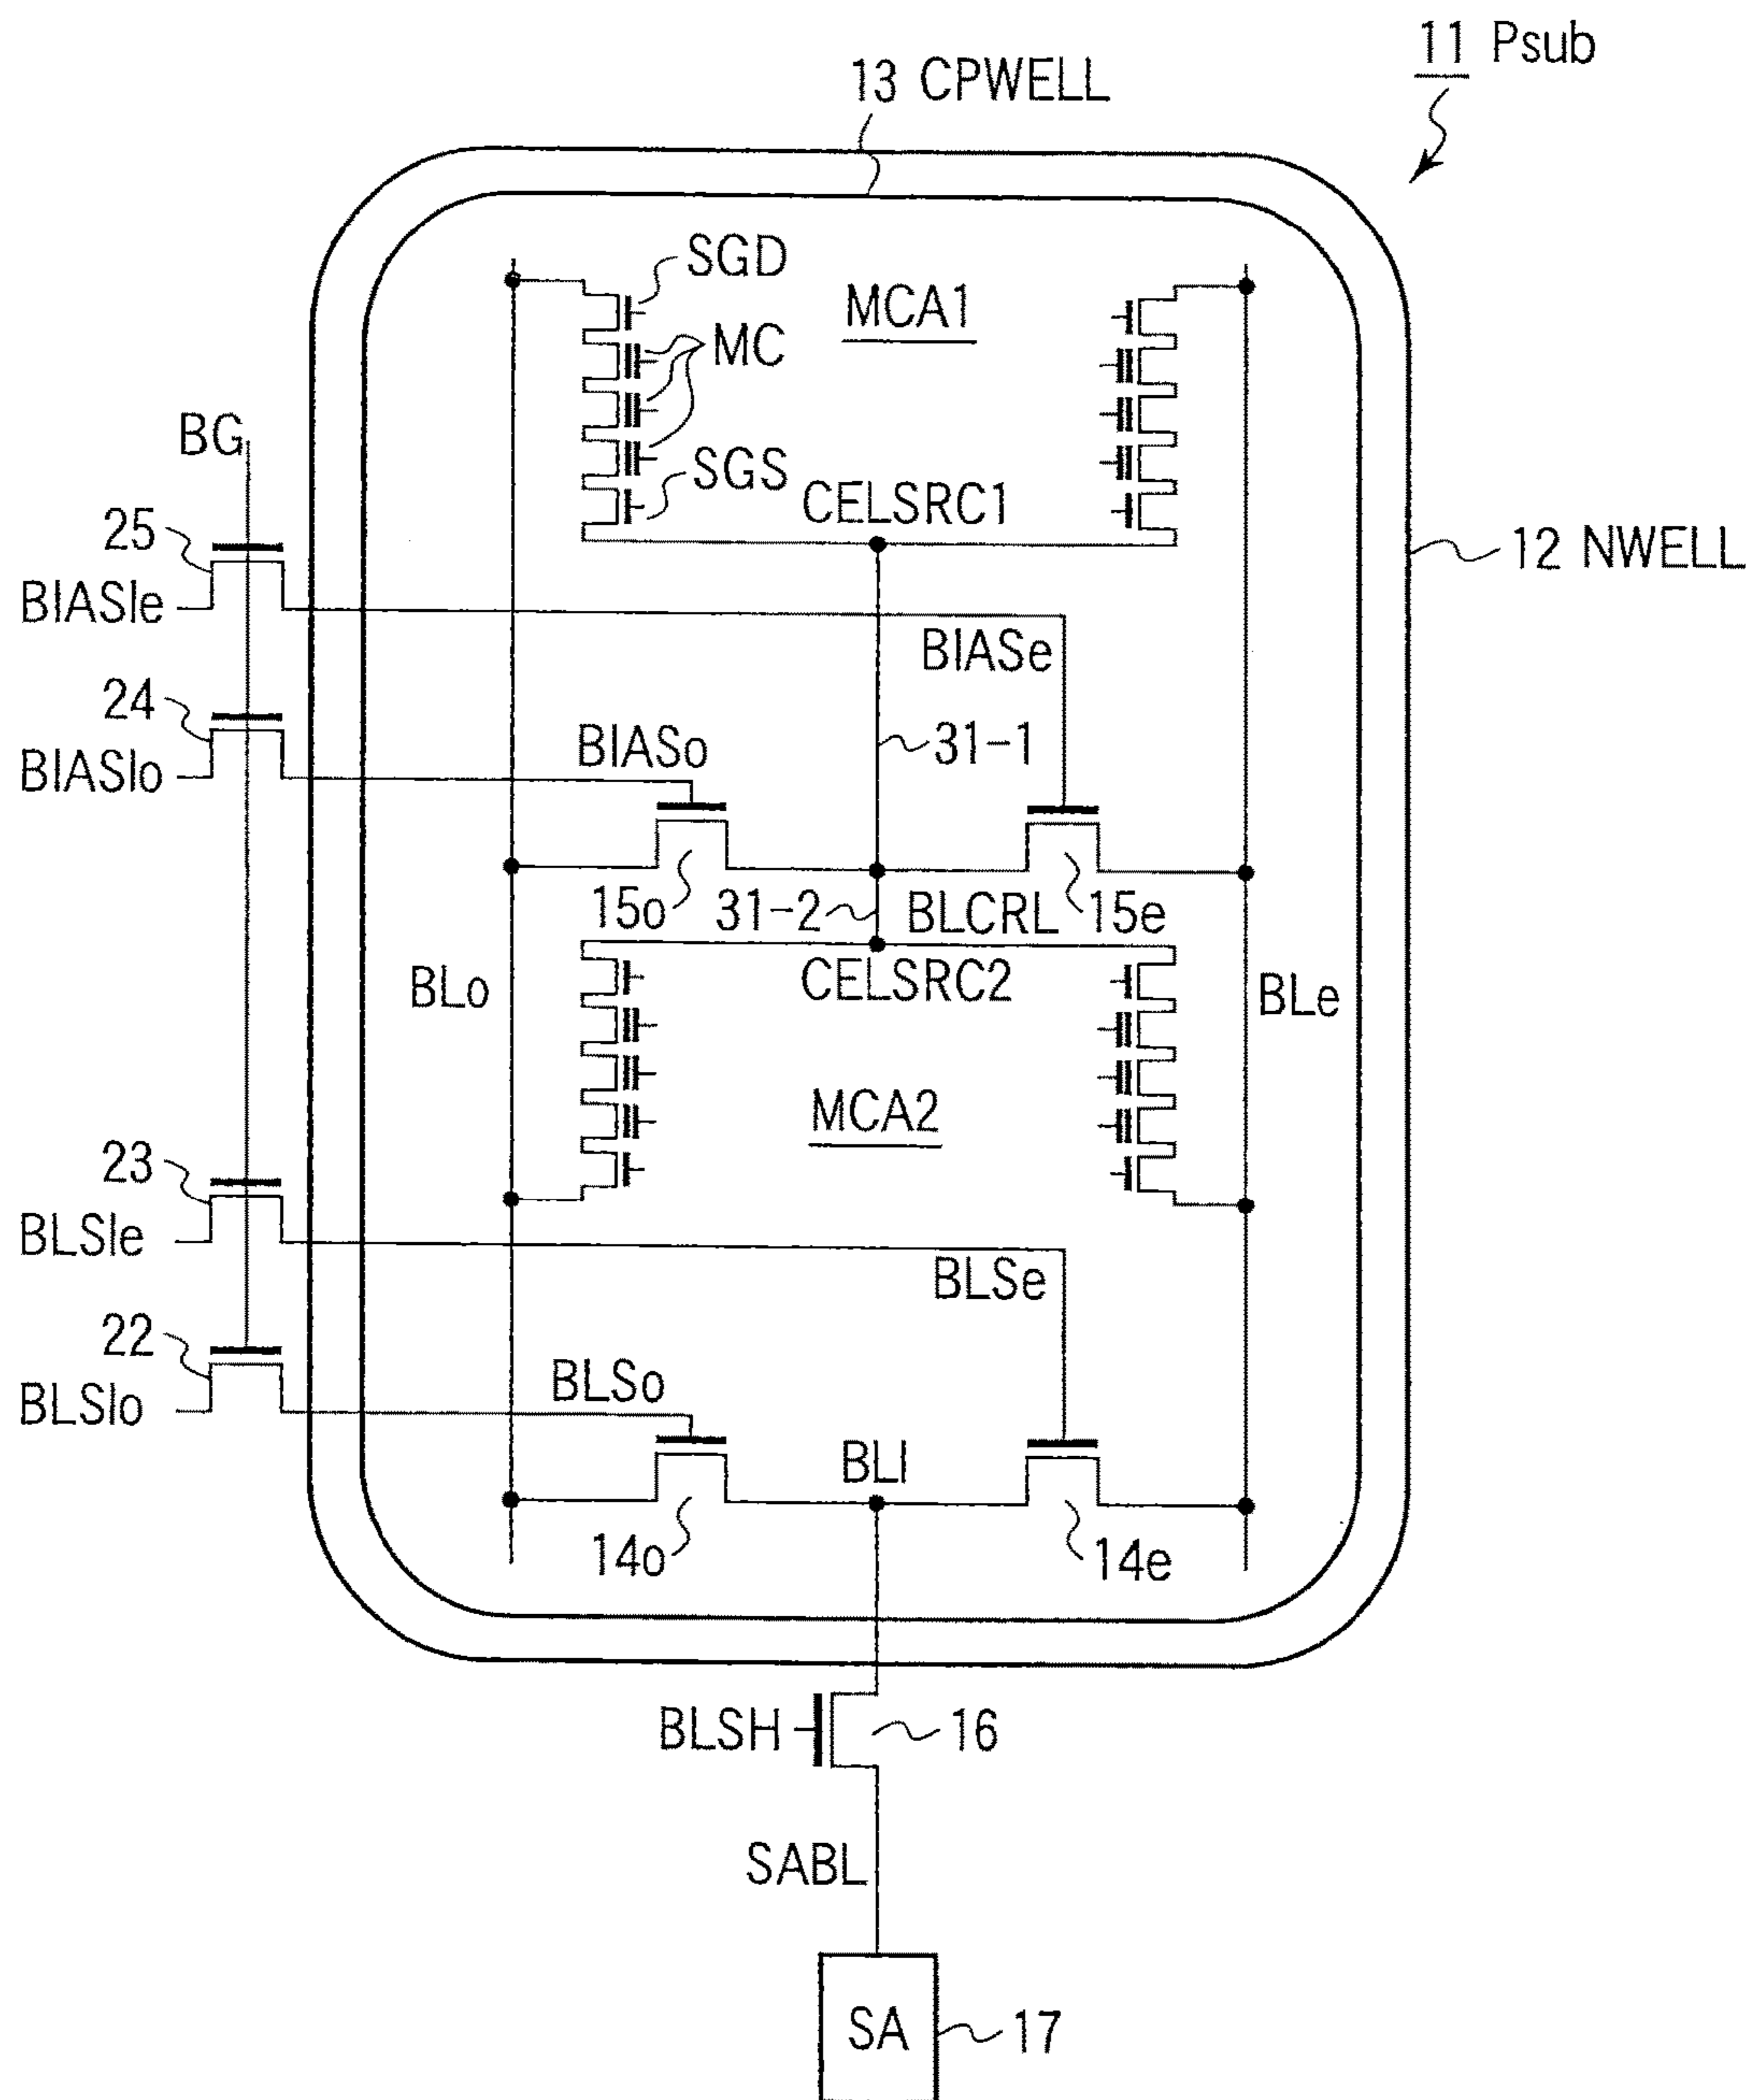 11 Psub
13 CPWELL
SGD
MCA1
MC
BG
SGS
CELSRC1
25
12 NWELL
BIASIe
BIASe
24
BIASo
31-1
BIASIo
15o
31-2
BLCRL
15e
BLo
CELSRC2
BLe
MCA2
23
BLSIe
BLSe
22
BLSo
BLSIo
BLI
14o
14e
BLSH
16
SABL
SA
17